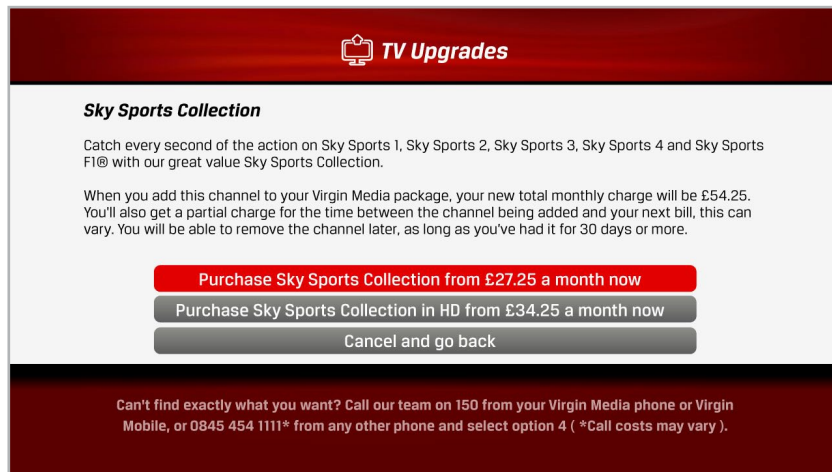 TV Upgrades
Sky Sports Collection
Catch every second of the action on Sky Sports 1, Sky Sports 2, Sky Sports 3, Sky Sports 4 and Sky Sports
F1® with our great value Sky Sports Collection.
When you add this channel to your Virgin Media package, your new total monthly charge will be £54.25.
You'll also get a partial charge for the time between the channel being added and your next bill, this can
vary. You will be able to remove the channel later, as long as you've had it for 30 days or more.
Purchase Sky Sports Collection from £27.25 a month now
Purchase Sky Sports Collection in HD from £34.25 a month now
Cancel and go back
Can't find exactly what you want? Call our team on 150 from your Virgin Media phone or Virgin
Mobile, or 0845 454 1111* from any other phone and select option 4 ( *Call costs may vary ).